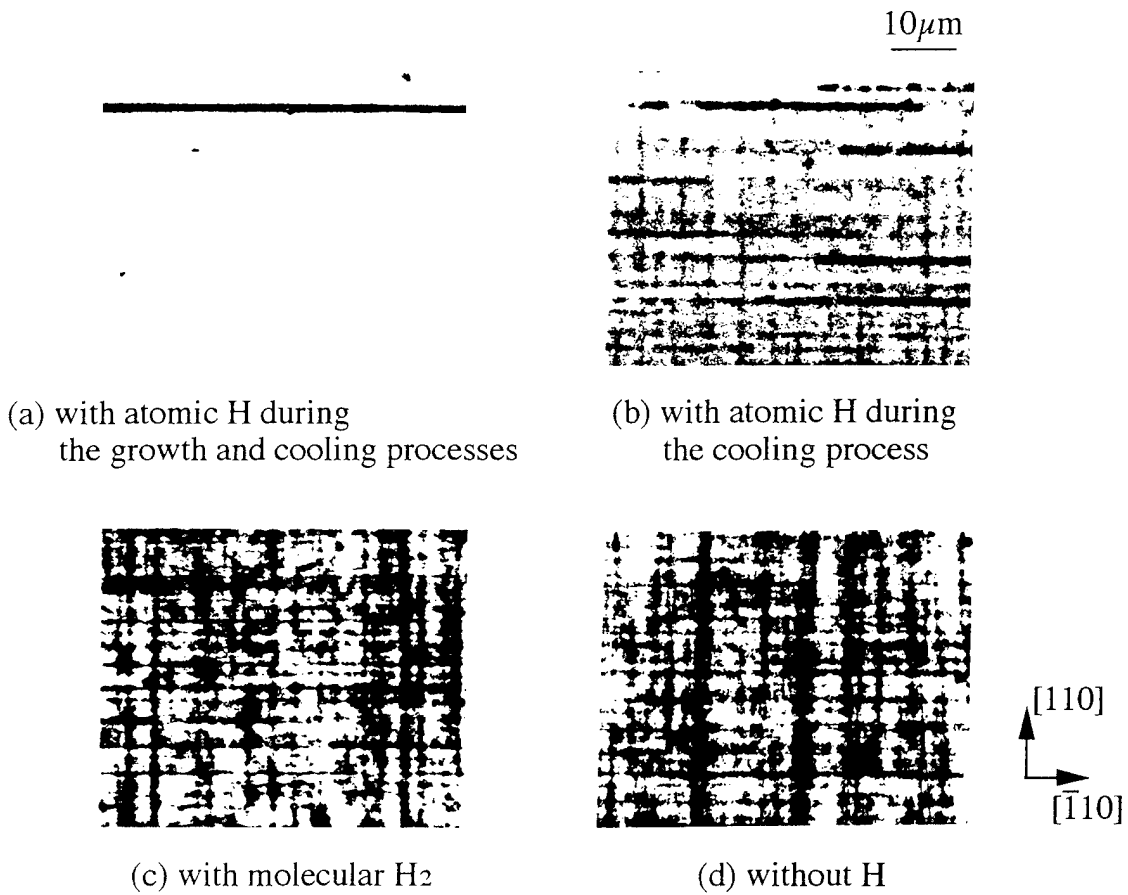 10μm
(a) with atomic H during
the growth and cooling processes
(b) with atomic H during
the cooling process
(c) with molecular H2
(d) without H
[110]
[1̄10]